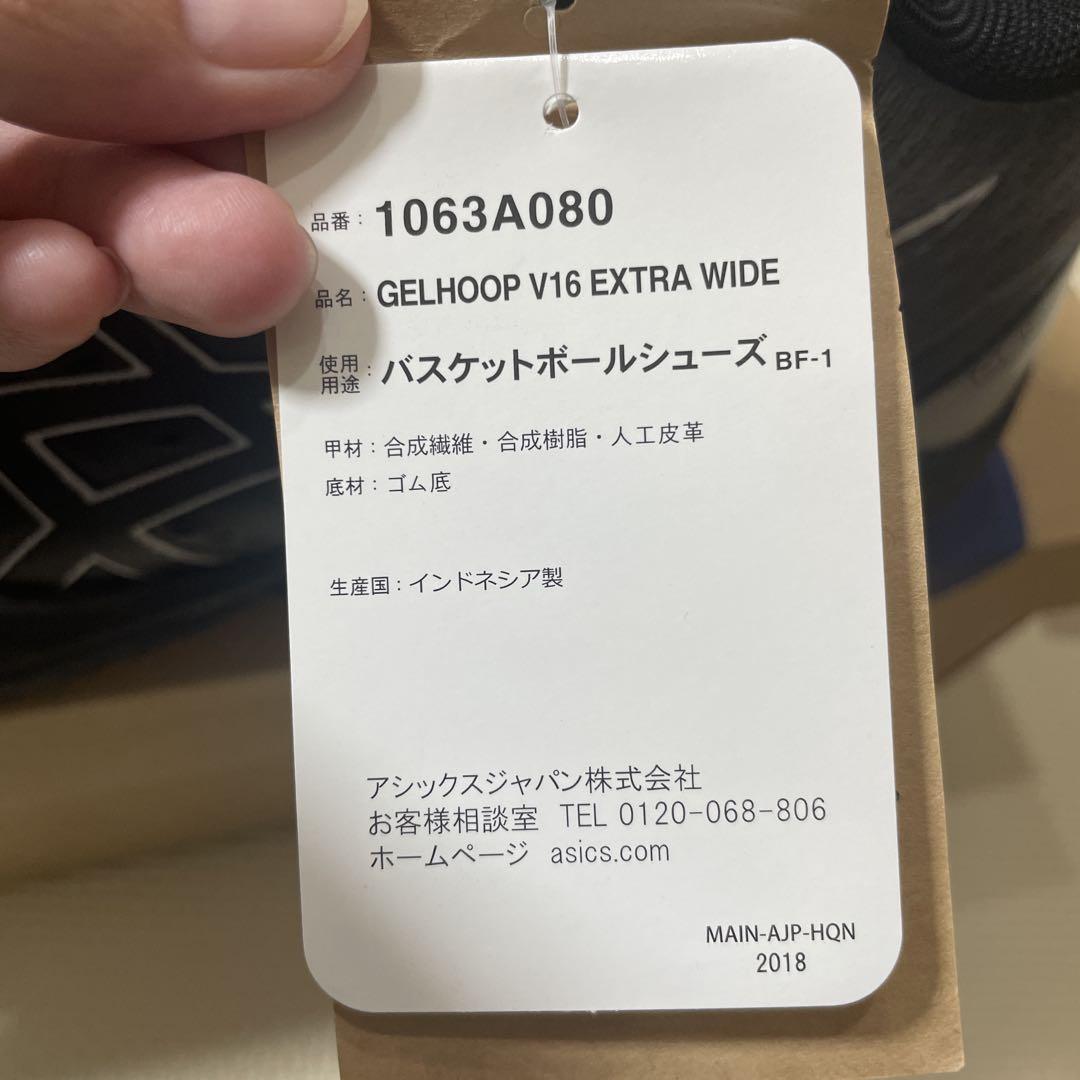 品番: 1063A080
品名: GELHOOP V16 EXTRA WIDE
使用用途: バスケットボールシューズ BF-1
甲材:合成繊維・合成樹脂・人工皮革
底材:ゴム底
生産国:インドネシア製
アシックスジャパン株式会社
お客様相談室 TEL 0120-068-806
ホームページ asics.com
MAIN-AJP-HQN
2018